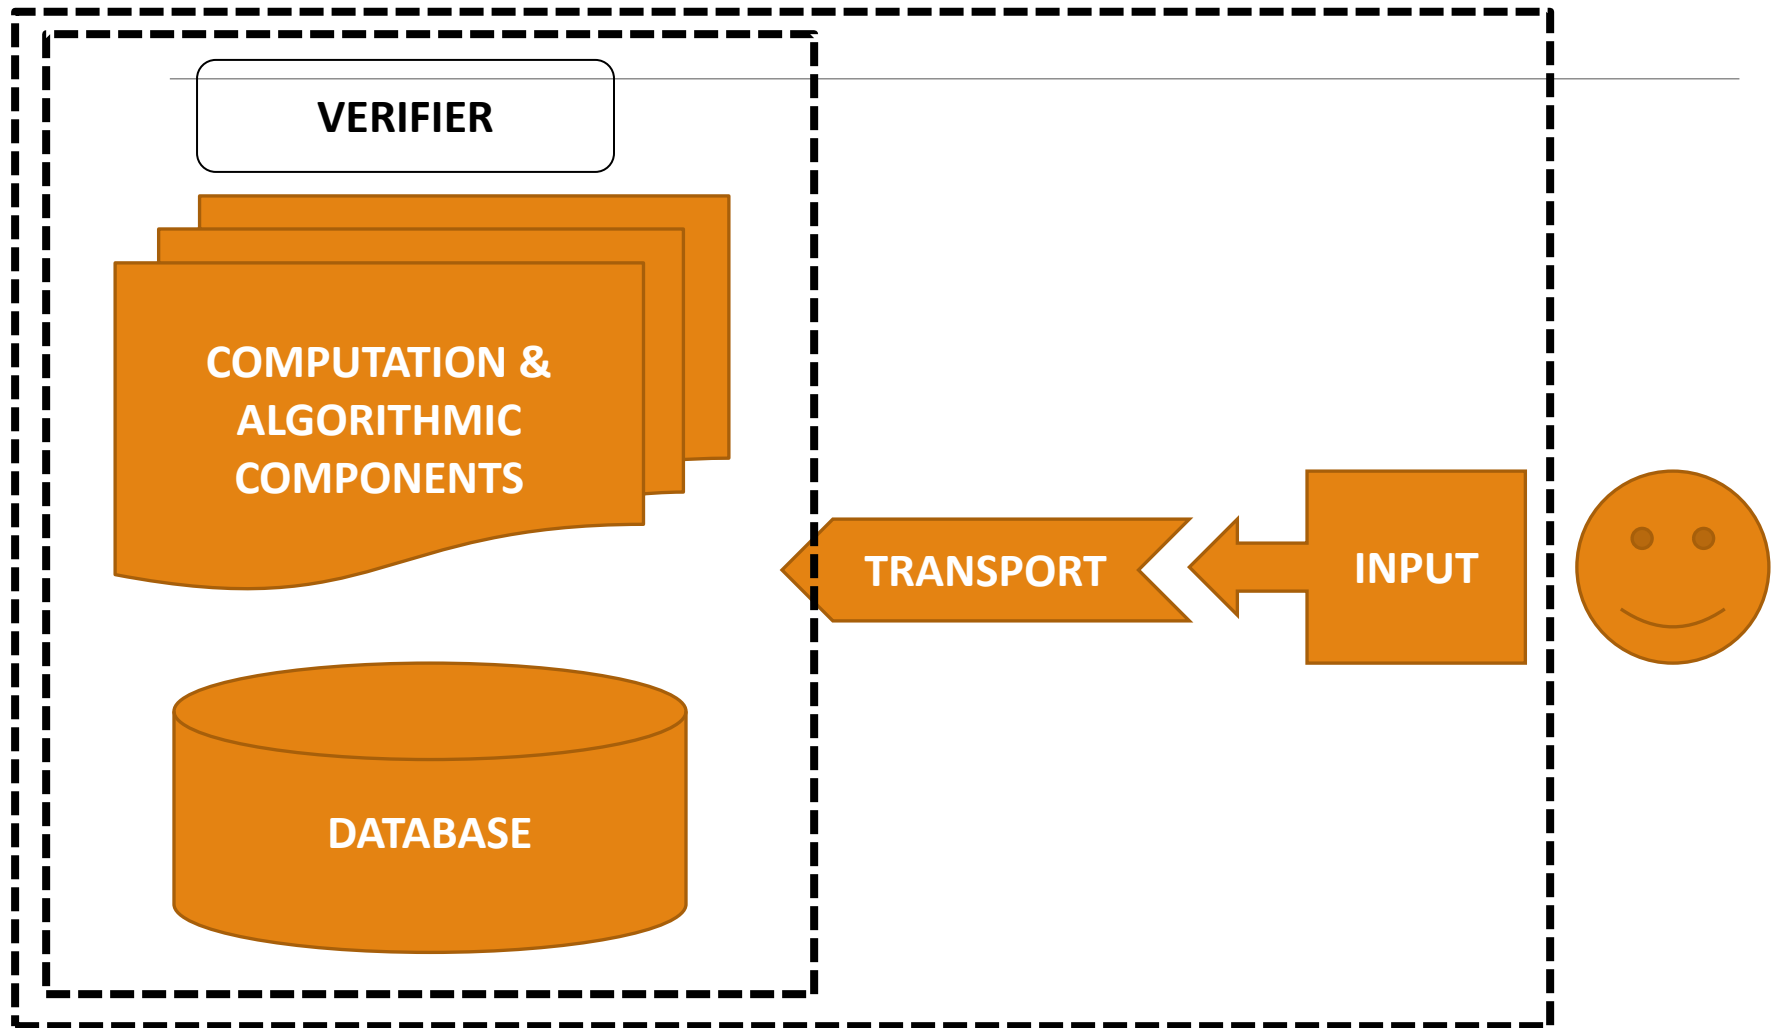 VERIFIER
COMPUTATION &
ALGORITHMIC
COMPONENTS
TRANSPORT
INPUT
DATABASE